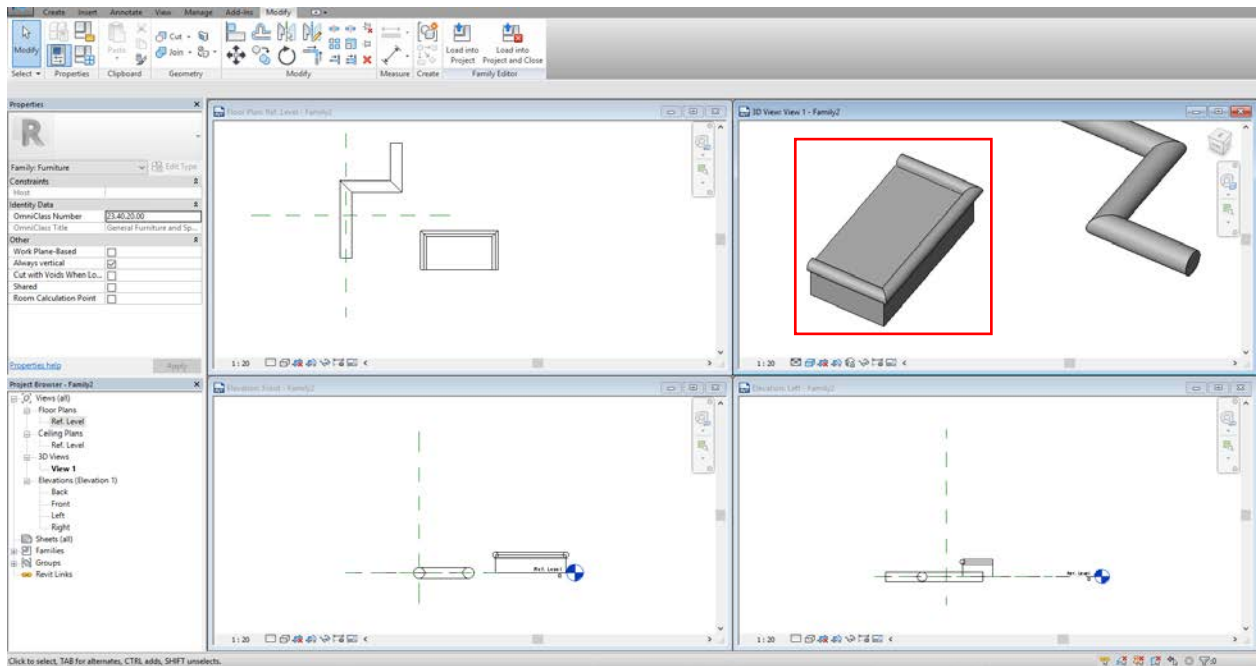 Create Insert Annotate View Manage Add-Ins Modify
Modify
Paste
Cut
Join
Load into Project
Load into Project and Close
Select Properties Clipboard Geometry Modify Measure Create Family Editor
Properties
R
Family: Furniture
Edit Type
Constraints
Host
Identity Data
OmniClass Number 23.40.20.00
OmniClass Title General Furniture and Sp...
Other
Work Plane-Based
Always vertical
Cut with Voids When Lo...
Shared
Room Calculation Point
Properties help
Apply
Project Browser - Family2
Views (all)
Floor Plans
Ref. Level
Ceiling Plans
Ref. Level
3D Views
View 1
Elevations (Elevation 1)
Back
Front
Left
Right
Sheets (all)
Families
Groups
Revit Links
Floor Plan: Ref. Level - Family2
1 : 20
3D View: View 1 - Family2
1 : 20
Elevation: Front - Family2
Ref. Level
0
1 : 20
Elevation: Left - Family2
Ref. Level
0
1 : 20
Click to select, TAB for alternates, CTRL adds, SHIFT unselects.
:0